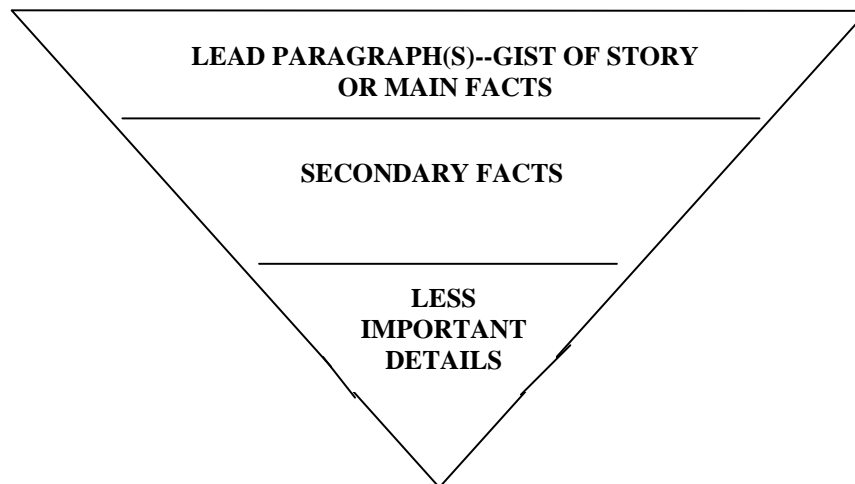 LEAD PARAGRAPH(S)--GIST OF STORY
OR MAIN FACTS
SECONDARY FACTS
LESS
IMPORTANT
DETAILS